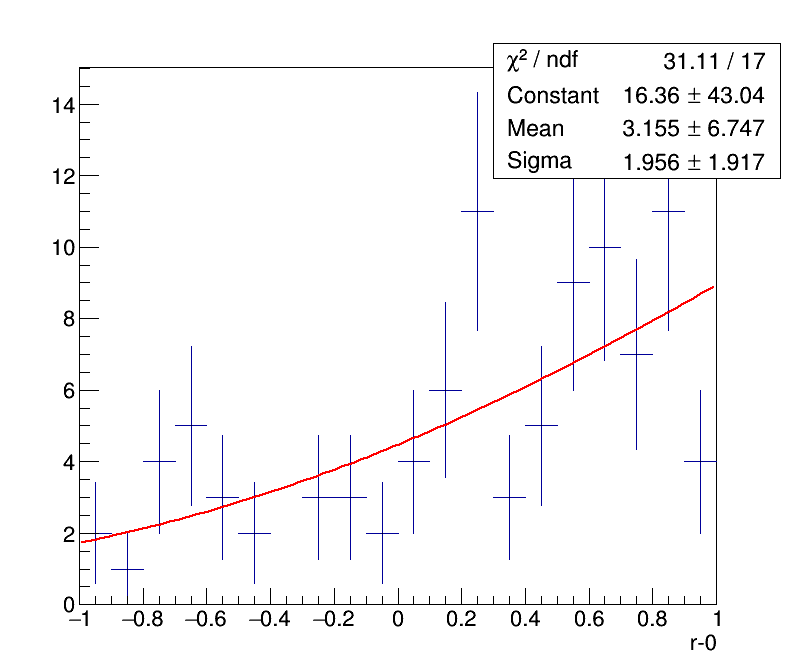 χ² / ndf 31.11 / 17
Constant 16.36 ± 43.04
Mean 3.155 ± 6.747
Sigma 1.956 ± 1.917
14
12
10
8
6
4
2
0
−1 −0.8 −0.6 −0.4 −0.2 0 0.2 0.4 0.6 0.8 1
r-0